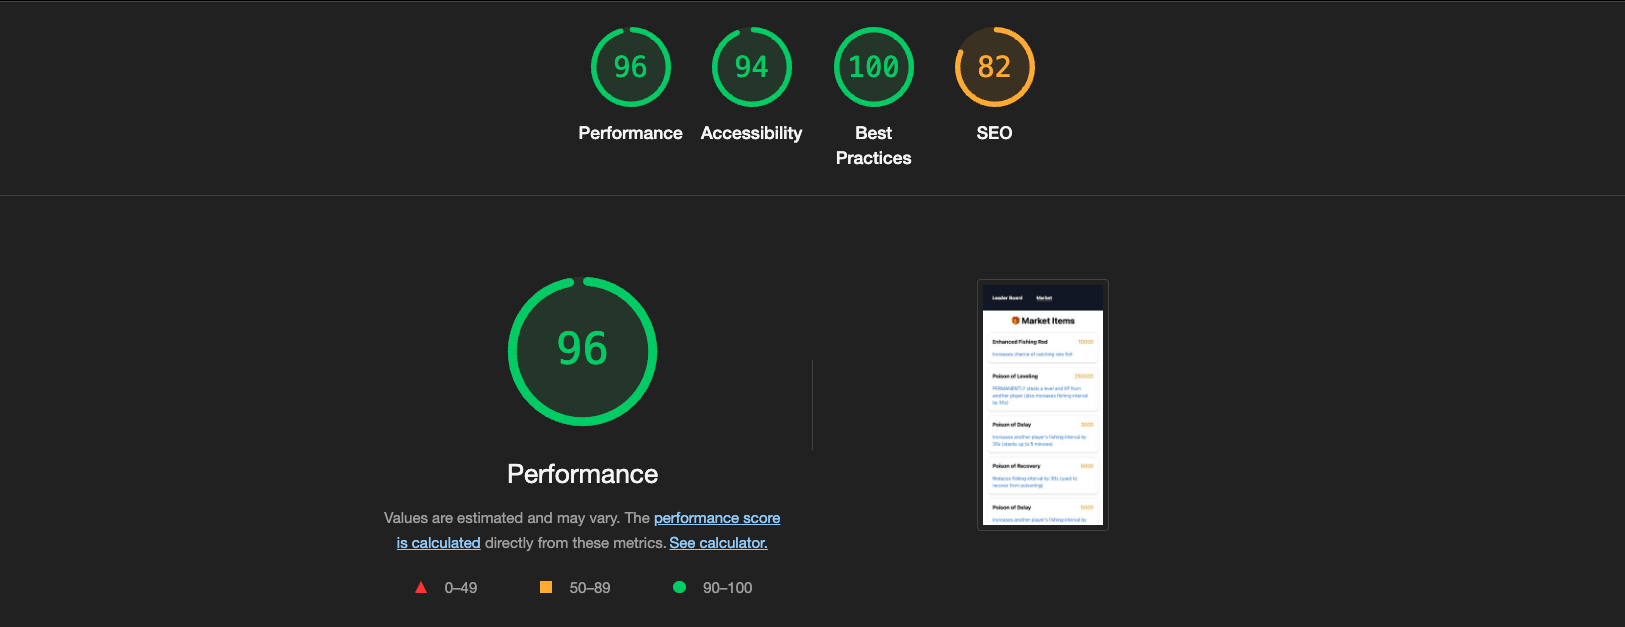 96
94
100
82
Performance
Accessibility
Best
Practices
SEO
96
Performance
Values are estimated and may vary. The performance score
is calculated directly from these metrics. See calculator.
0–49
50–89
90–100
Leader Board Market
Market Items
Enhanced Fishing Rod 10000
Increases chance of catching rare fish
Poison of Leveling 250000
PERMANENTLY steals a level and XP from
another player (also increases fishing interval
by 30s)
Poison of Delay 3000
Increases another player's fishing interval by
30s (stacks up to 5 minutes)
Poison of Recovery 5000
Reduces fishing interval by 30s (used to
recover from poisoning)
Poison of Delay 5000
Increases another player's fishing interval by